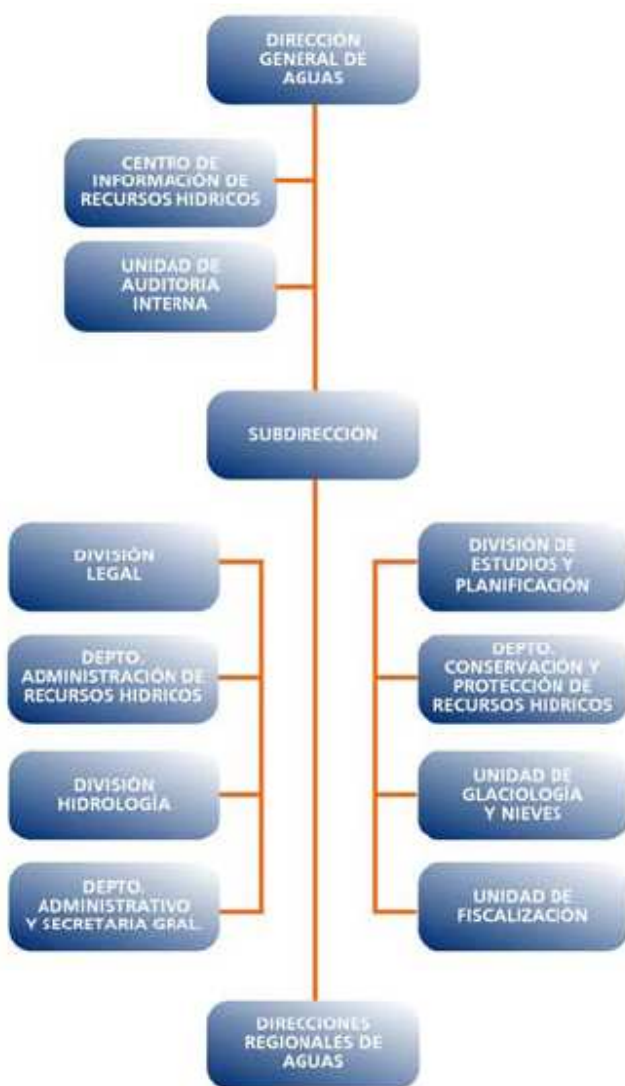 DIRECCIÓN
GENERAL DE
AGUAS
CENTRO DE
INFORMACIÓN DE
RECURSOS HIDRICOS
UNIDAD DE
AUDITORIA
INTERNA
SUBDIRECCIÓN
DIVISIÓN
LEGAL
DEPTO.
ADMINISTRACIÓN DE
RECURSOS HIDRICOS
DIVISIÓN
HIDROLOGÍA
DEPTO.
ADMINISTRATIVO
Y SECRETARIA GRAL.
DIVISIÓN DE
ESTUDIOS Y
PLANIFICACIÓN
DEPTO.
CONSERVACIÓN Y
PROTECCIÓN DE
RECURSOS HIDRICOS
UNIDAD DE
GLACIOLOGÍA
Y NIEVES
UNIDAD DE
FISCALIZACIÓN
DIRECCIONES
REGIONALES DE
AGUAS